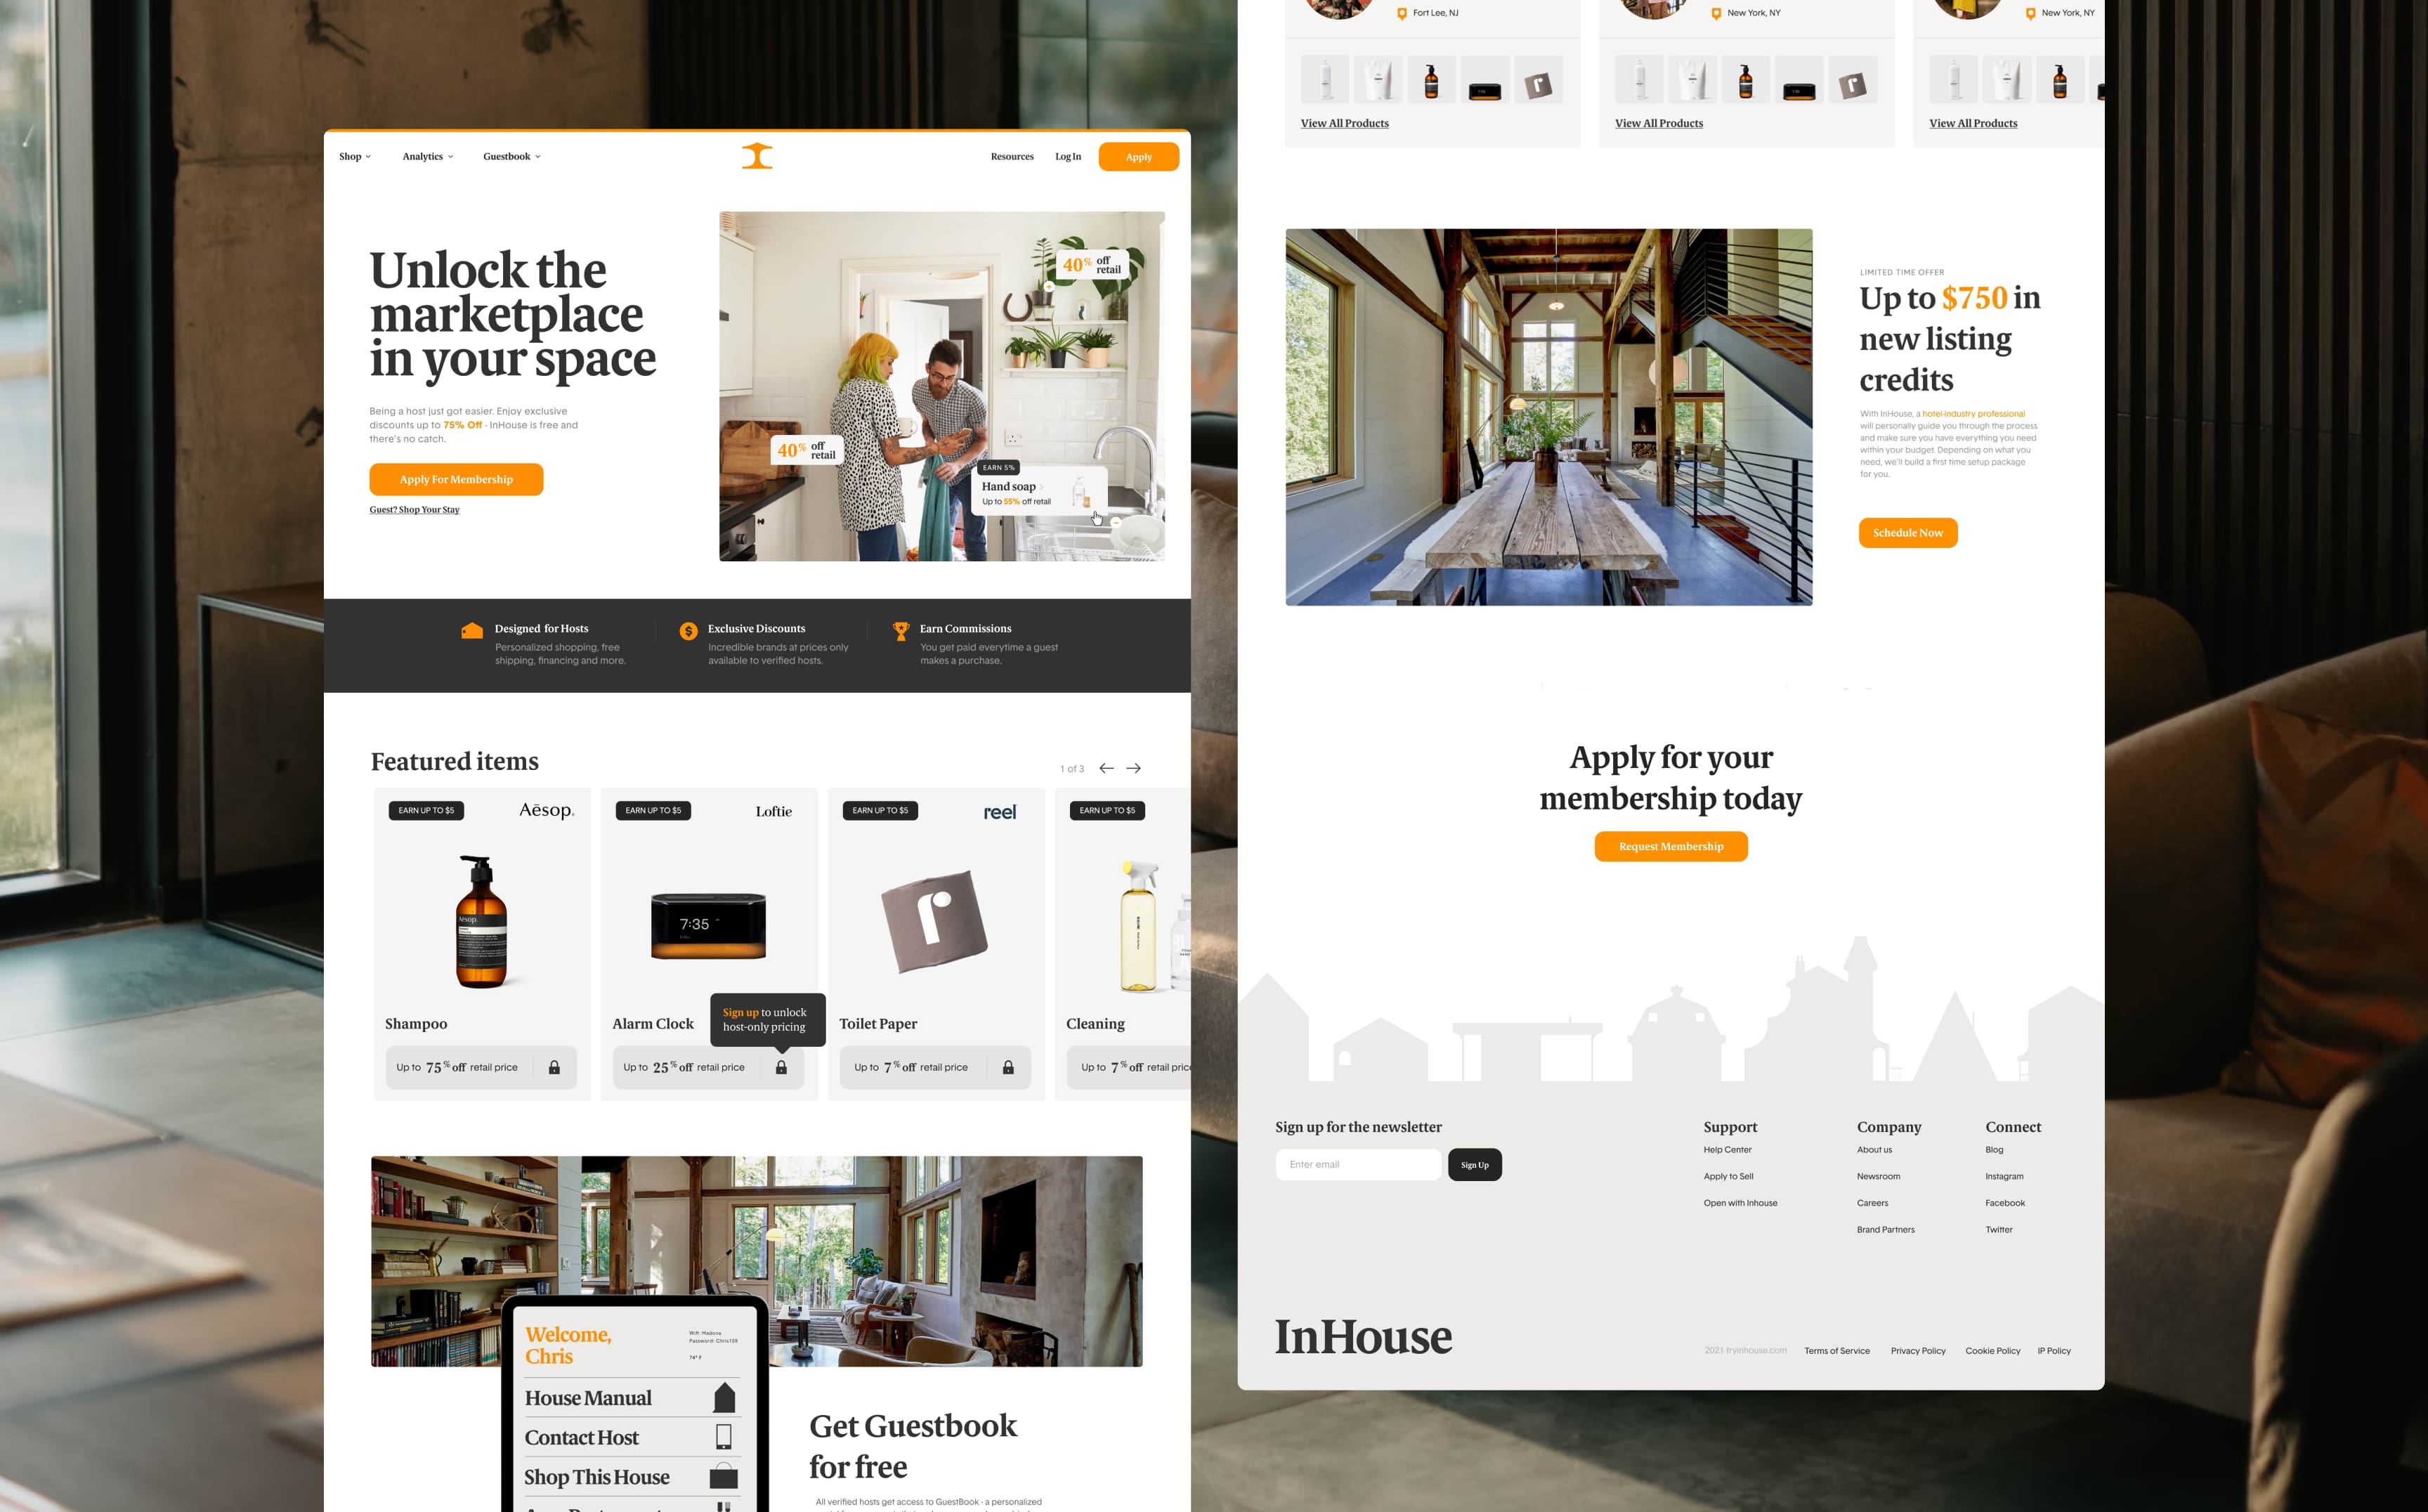 Shop
Analytics
Guestbook
Resources
Log In
Apply
Unlock the
marketplace
in your space
Being a host just got easier. Enjoy exclusive
discounts up to 75% Off - InHouse is free and
there's no catch.
Apply For Membership
Guest? Shop Your Stay
40% off
retail
40% off
retail
EARN 5%
Hand soap
Up to 55% off retail
Designed for Hosts
Personalized shopping, free
shipping, financing and more.
Exclusive Discounts
Incredible brands at prices only
available to verified hosts.
Earn Commissions
You get paid everytime a guest
makes a purchase.
Featured items
1 of 3
EARN UP TO $5
Aēsop.
Aēsop.
Shampoo
Up to 75% off retail price
EARN UP TO $5
Loftie
7:35
Alarm Clock
Sign up to unlock
host-only pricing
Up to 25% off retail price
EARN UP TO $5
reel
r
Toilet Paper
Up to 7% off retail price
EARN UP TO $5
Cleaning
Up to 7% off retail price
Welcome,
Chris
Wifi: Madona
Password: Chris159
74° F
House Manual
Contact Host
Shop This House
Get Guestbook
for free
All verified hosts get access to GuestBook - a personalized
Fort Lee, NJ
View All Products
New York, NY
View All Products
New York, NY
View All Products
LIMITED TIME OFFER
Up to $750 in
new listing
credits
With InHouse, a hotel-industry professional
will personally guide you through the process
and make sure you have everything you need
within your budget. Depending on what you
need, we'll build a first time setup package
for you.
Schedule Now
Apply for your
membership today
Request Membership
Sign up for the newsletter
Enter email
Sign Up
Support
Help Center
Apply to Sell
Open with Inhouse
Company
About us
Newsroom
Careers
Brand Partners
Connect
Blog
Instagram
Facebook
Twitter
InHouse
2021 tryinhouse.com
Terms of Service
Privacy Policy
Cookie Policy
IP Policy